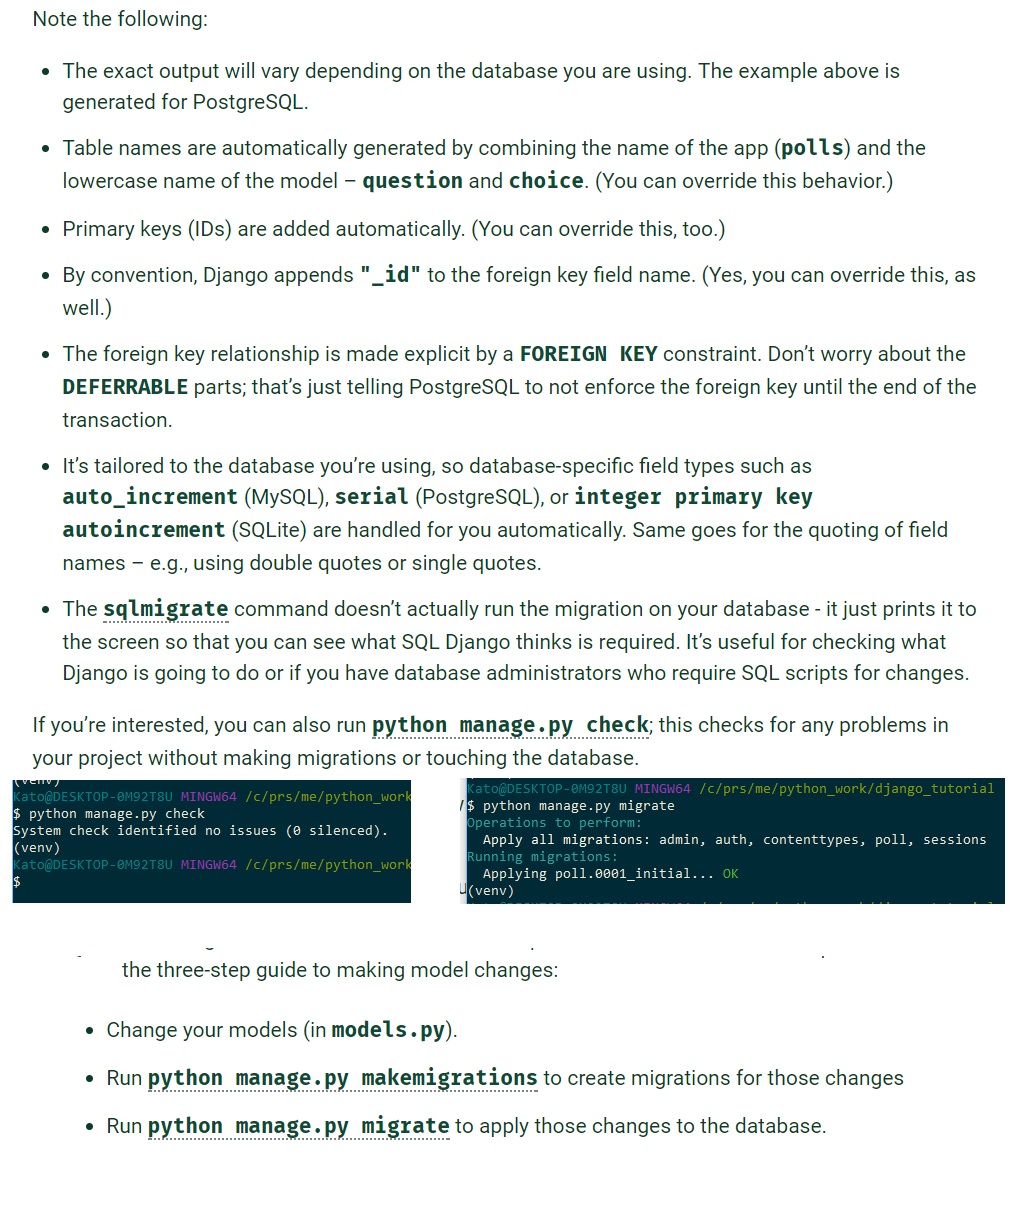 Note the following:
The exact output will vary depending on the database you are using. The example above is
generated for PostgreSQL.
Table names are automatically generated by combining the name of the app (polls) and the
lowercase name of the model – question and choice. (You can override this behavior.)
Primary keys (IDs) are added automatically. (You can override this, too.)
By convention, Django appends "_id" to the foreign key field name. (Yes, you can override this, as
well.)
The foreign key relationship is made explicit by a FOREIGN KEY constraint. Don’t worry about the
DEFERRABLE parts; that’s just telling PostgreSQL to not enforce the foreign key until the end of the
transaction.
It’s tailored to the database you’re using, so database-specific field types such as
auto_increment (MySQL), serial (PostgreSQL), or integer primary key
autoincrement (SQLite) are handled for you automatically. Same goes for the quoting of field
names – e.g., using double quotes or single quotes.
The sqlmigrate command doesn’t actually run the migration on your database - it just prints it to
the screen so that you can see what SQL Django thinks is required. It’s useful for checking what
Django is going to do or if you have database administrators who require SQL scripts for changes.
If you’re interested, you can also run python manage.py check; this checks for any problems in
your project without making migrations or touching the database.
(venv)
Kato@DESKTOP-0M92T8U MINGW64 /c/prs/me/python_work
$ python manage.py check
System check identified no issues (0 silenced).
(venv)
Kato@DESKTOP-0M92T8U MINGW64 /c/prs/me/python_work
$
Kato@DESKTOP-0M92T8U MINGW64 /c/prs/me/python_work/django_tutorial
$ python manage.py migrate
Operations to perform:
Apply all migrations: admin, auth, contenttypes, poll, sessions
Running migrations:
Applying poll.0001_initial... OK
(venv)
the three-step guide to making model changes:
Change your models (in models.py).
Run python manage.py makemigrations to create migrations for those changes
Run python manage.py migrate to apply those changes to the database.